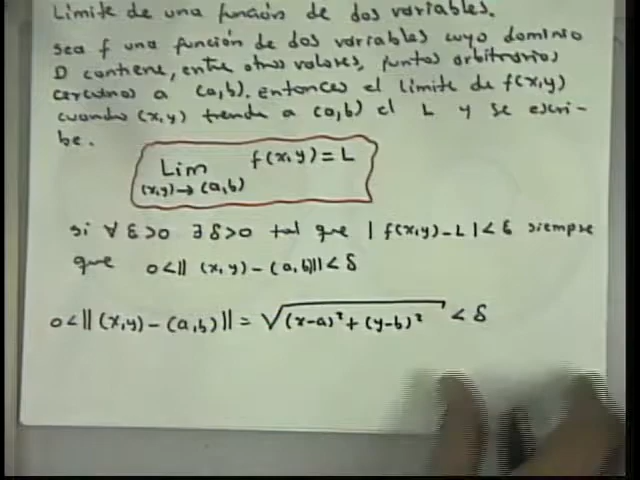 Limite de una función de dos variables.
Sea f una función de dos variables cuyo dominio
D contiene, entre otros valores, puntos arbitrarios
cercanos a (a,b). entonces el límite de f(x,y)
cuando (x,y) tiende a (a,b) el L y se escri-
be.
Lim f(x,y) = L
(x,y)→(a,b)
si ∀ ε>0 ∃ δ>0 tal que | f(x,y) - L | < ε siempre
que 0 < || (x,y) - (a,b) || < δ
0 < || (x,y) - (a,b) || = √(x-a)² + (y-b)² < δ